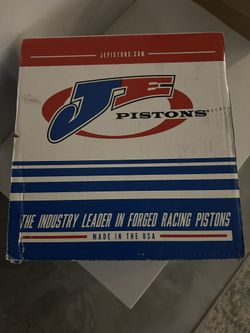 JEPISTONS.COM
JE
PISTONS®
THE INDUSTRY LEADER IN FORGED RACING PISTONS
MADE IN THE USA